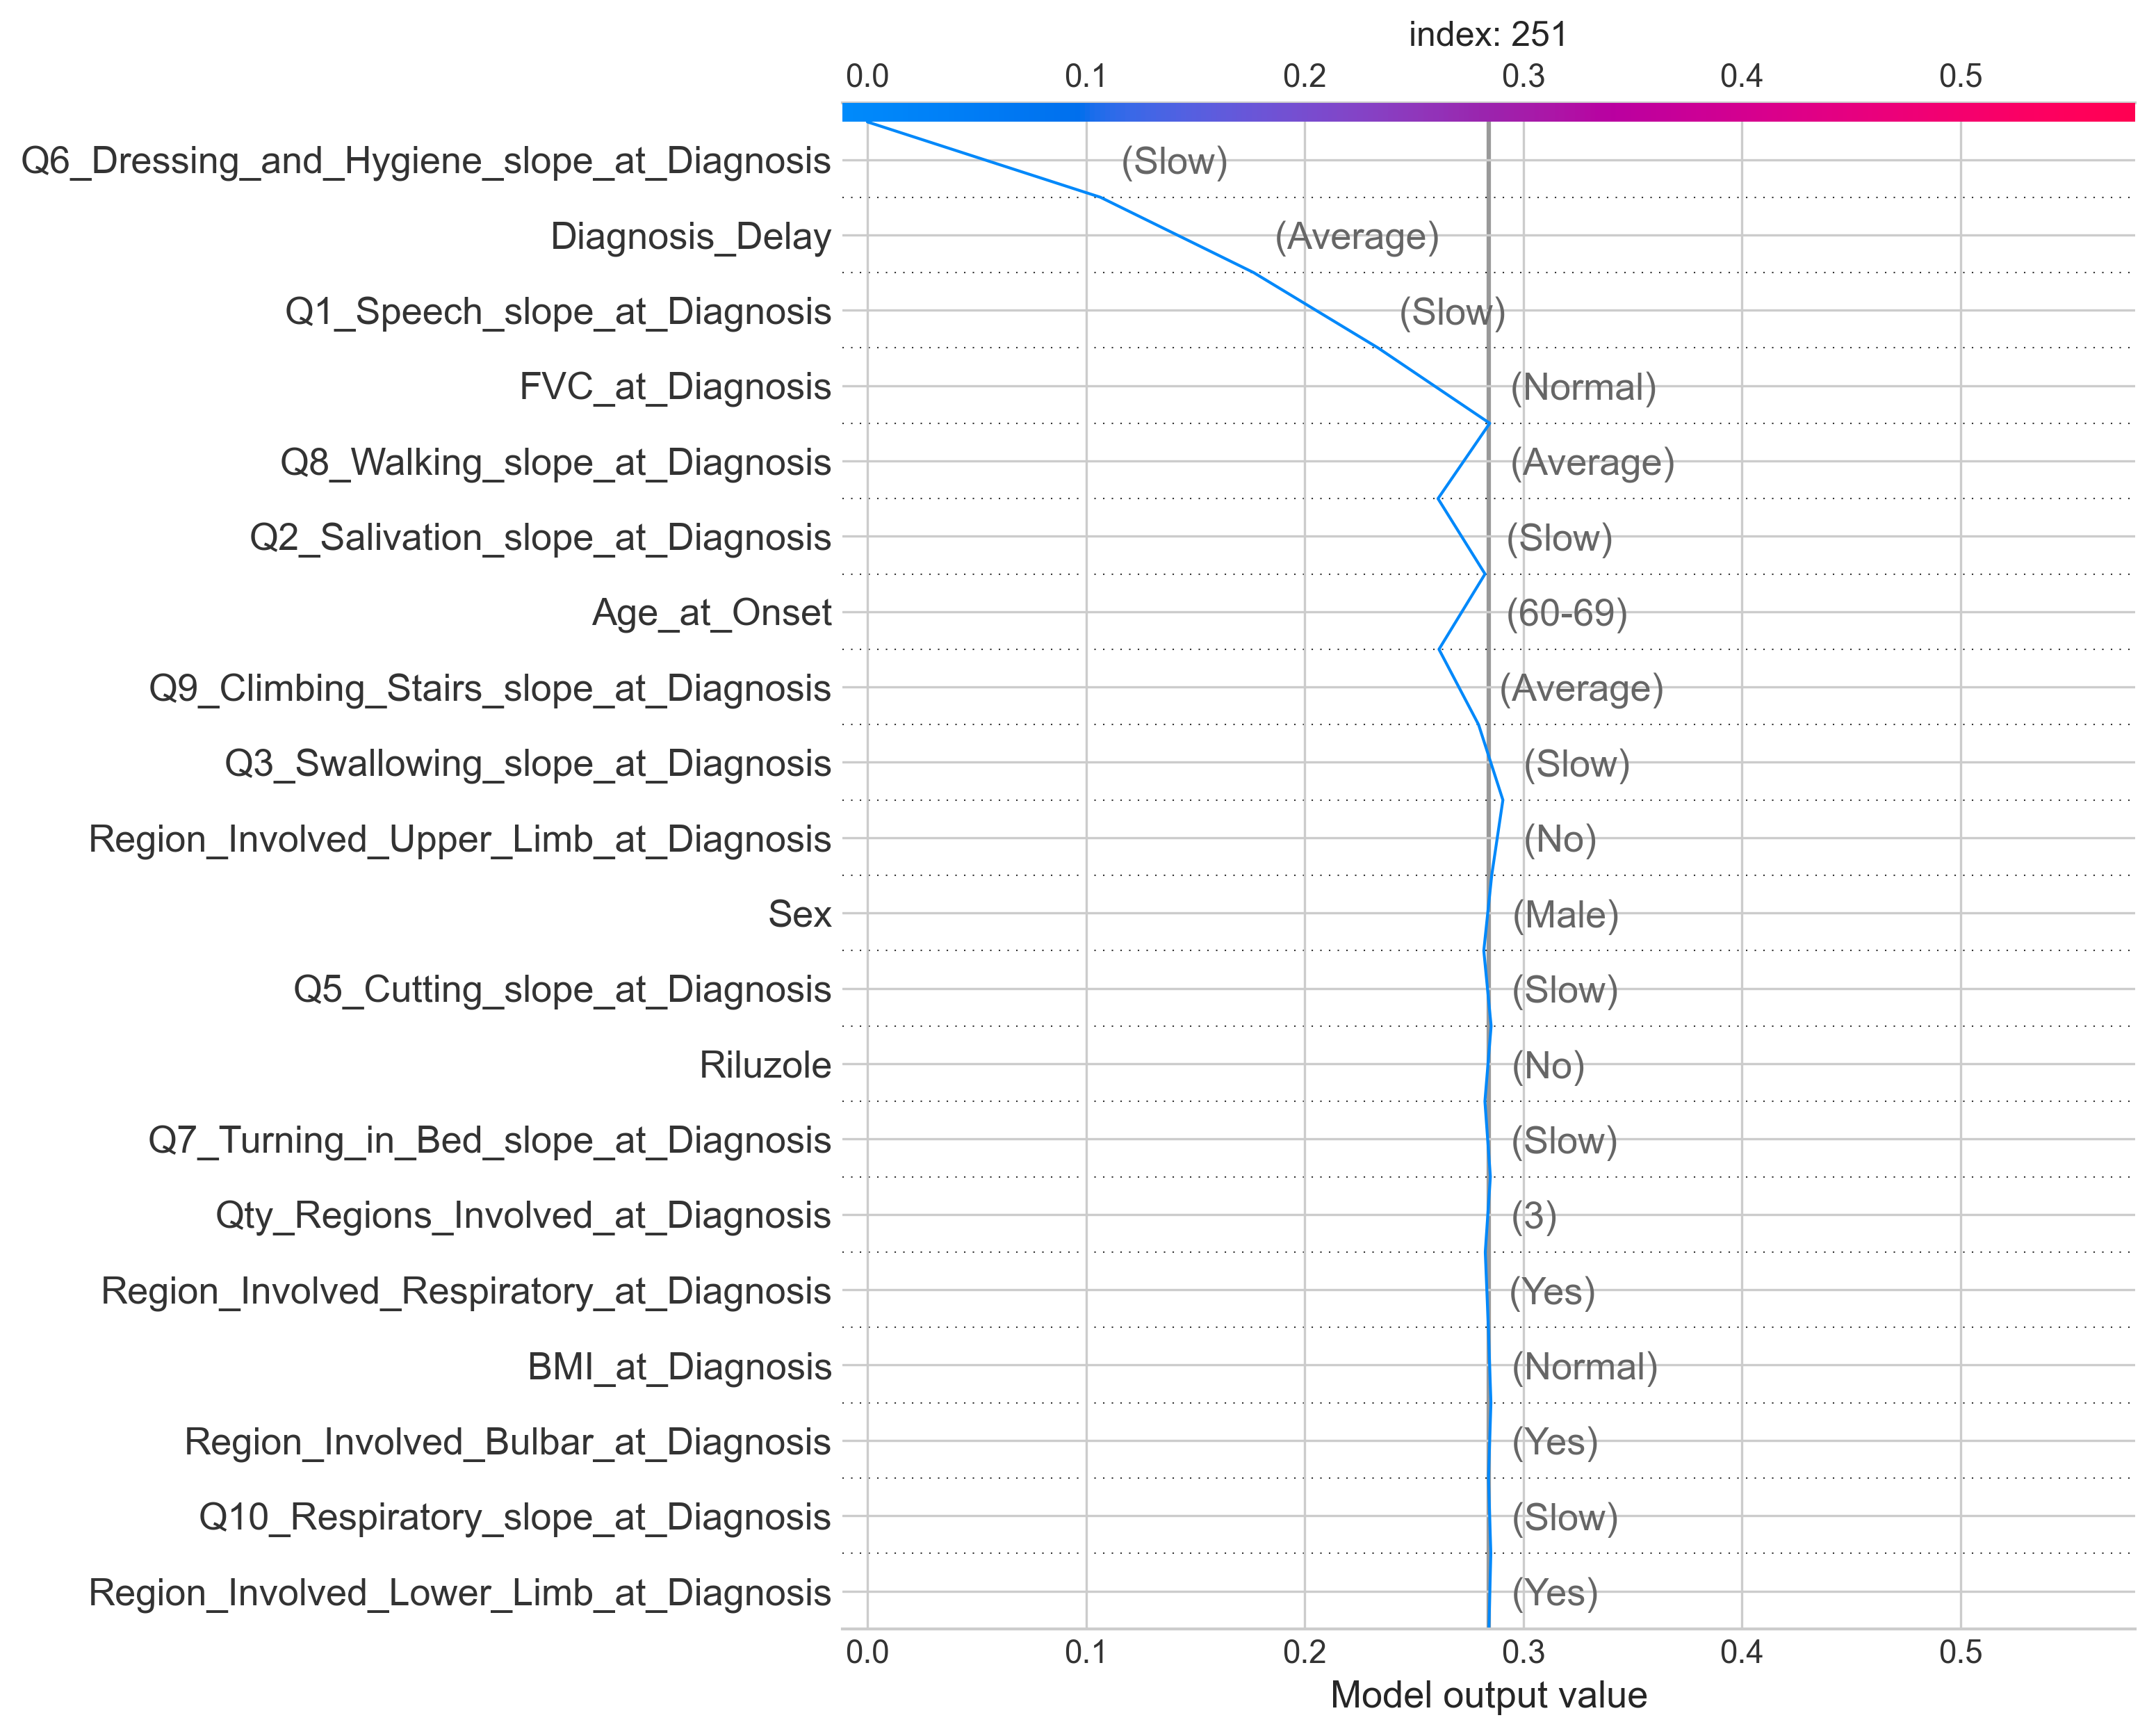 index: 251
0.0 0.1 0.2 0.3 0.4 0.5
Q6_Dressing_and_Hygiene_slope_at_Diagnosis (Slow)
Diagnosis_Delay (Average)
Q1_Speech_slope_at_Diagnosis (Slow)
FVC_at_Diagnosis (Normal)
Q8_Walking_slope_at_Diagnosis (Average)
Q2_Salivation_slope_at_Diagnosis (Slow)
Age_at_Onset (60-69)
Q9_Climbing_Stairs_slope_at_Diagnosis (Average)
Q3_Swallowing_slope_at_Diagnosis (Slow)
Region_Involved_Upper_Limb_at_Diagnosis (No)
Sex (Male)
Q5_Cutting_slope_at_Diagnosis (Slow)
Riluzole (No)
Q7_Turning_in_Bed_slope_at_Diagnosis (Slow)
Qty_Regions_Involved_at_Diagnosis (3)
Region_Involved_Respiratory_at_Diagnosis (Yes)
BMI_at_Diagnosis (Normal)
Region_Involved_Bulbar_at_Diagnosis (Yes)
Q10_Respiratory_slope_at_Diagnosis (Slow)
Region_Involved_Lower_Limb_at_Diagnosis (Yes)
0.0 0.1 0.2 0.3 0.4 0.5
Model output value